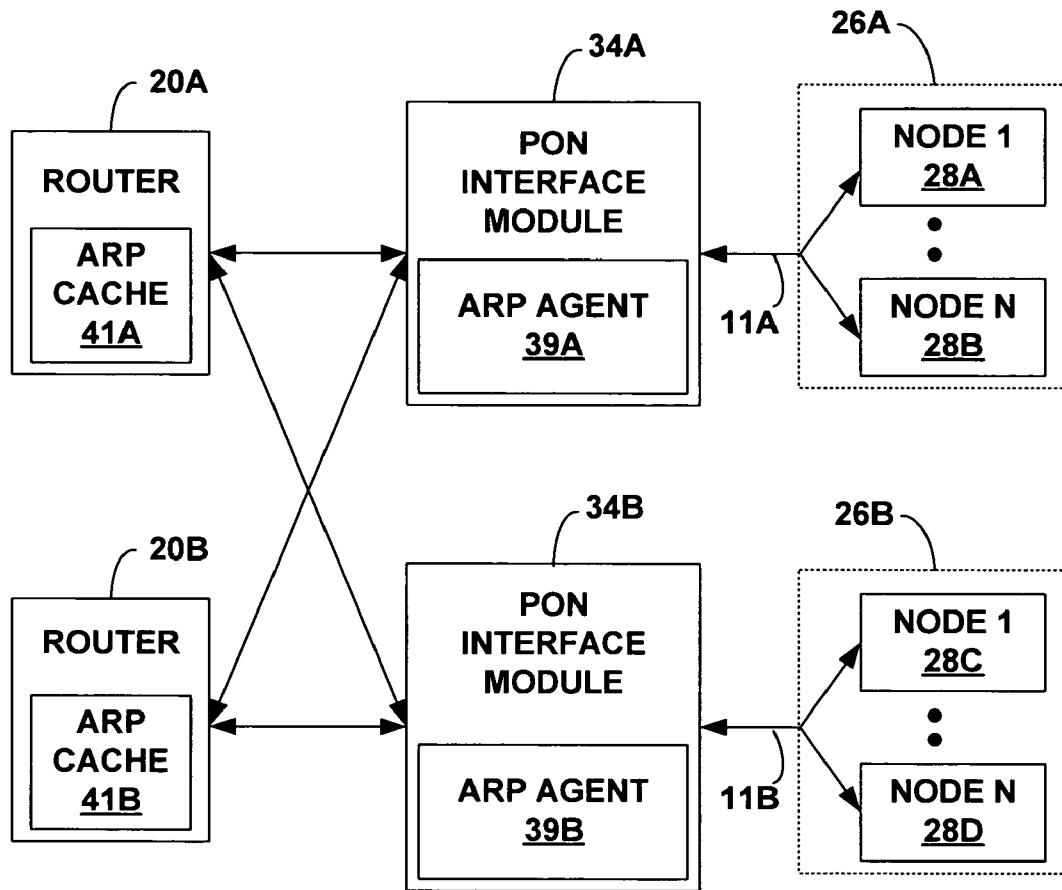 26A
34A
20A
ROUTER
ARP
CACHE
41A
PON
INTERFACE
MODULE
ARP AGENT
39A
11A
NODE 1
28A
NODE N
28B
34B
26B
20B
ROUTER
ARP
CACHE
41B
PON
INTERFACE
MODULE
ARP AGENT
39B
11B
NODE 1
28C
NODE N
28D